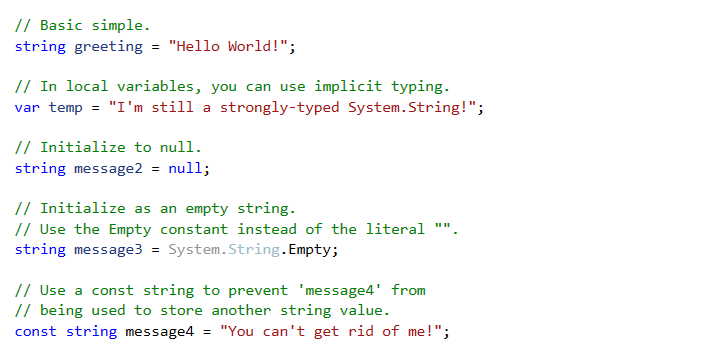 // Basic simple.
string greeting = "Hello World!";
// In local variables, you can use implicit typing.
var temp = "I'm still a strongly-typed System.String!";
// Initialize to null.
string message2 = null;
// Initialize as an empty string.
// Use the Empty constant instead of the literal "".
string message3 = System.String.Empty;
// Use a const string to prevent 'message4' from
// being used to store another string value.
const string message4 = "You can't get rid of me!";